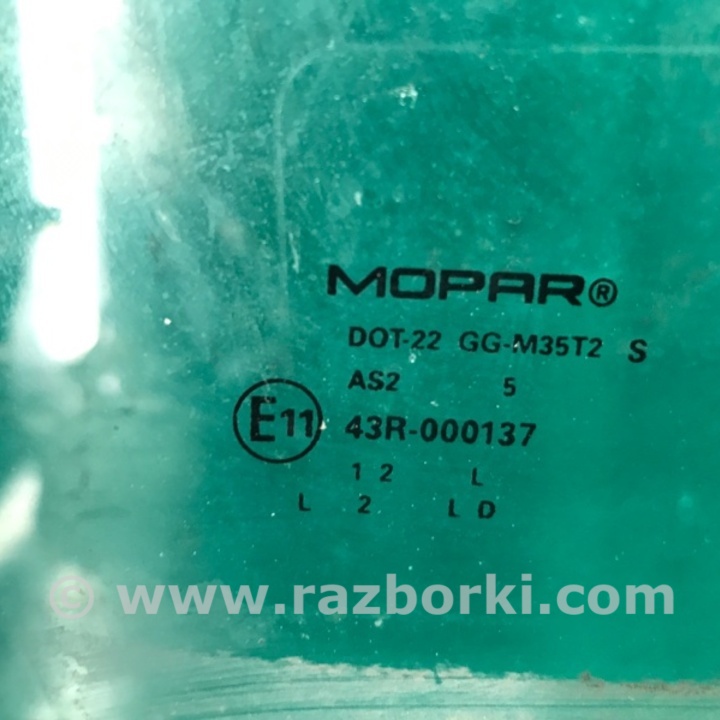 MOPAR®
DOT-22 GG-M35T2 S
AS2 5
E11 43R-000137
1 2 L
L 2 L D
© www.razborki.com